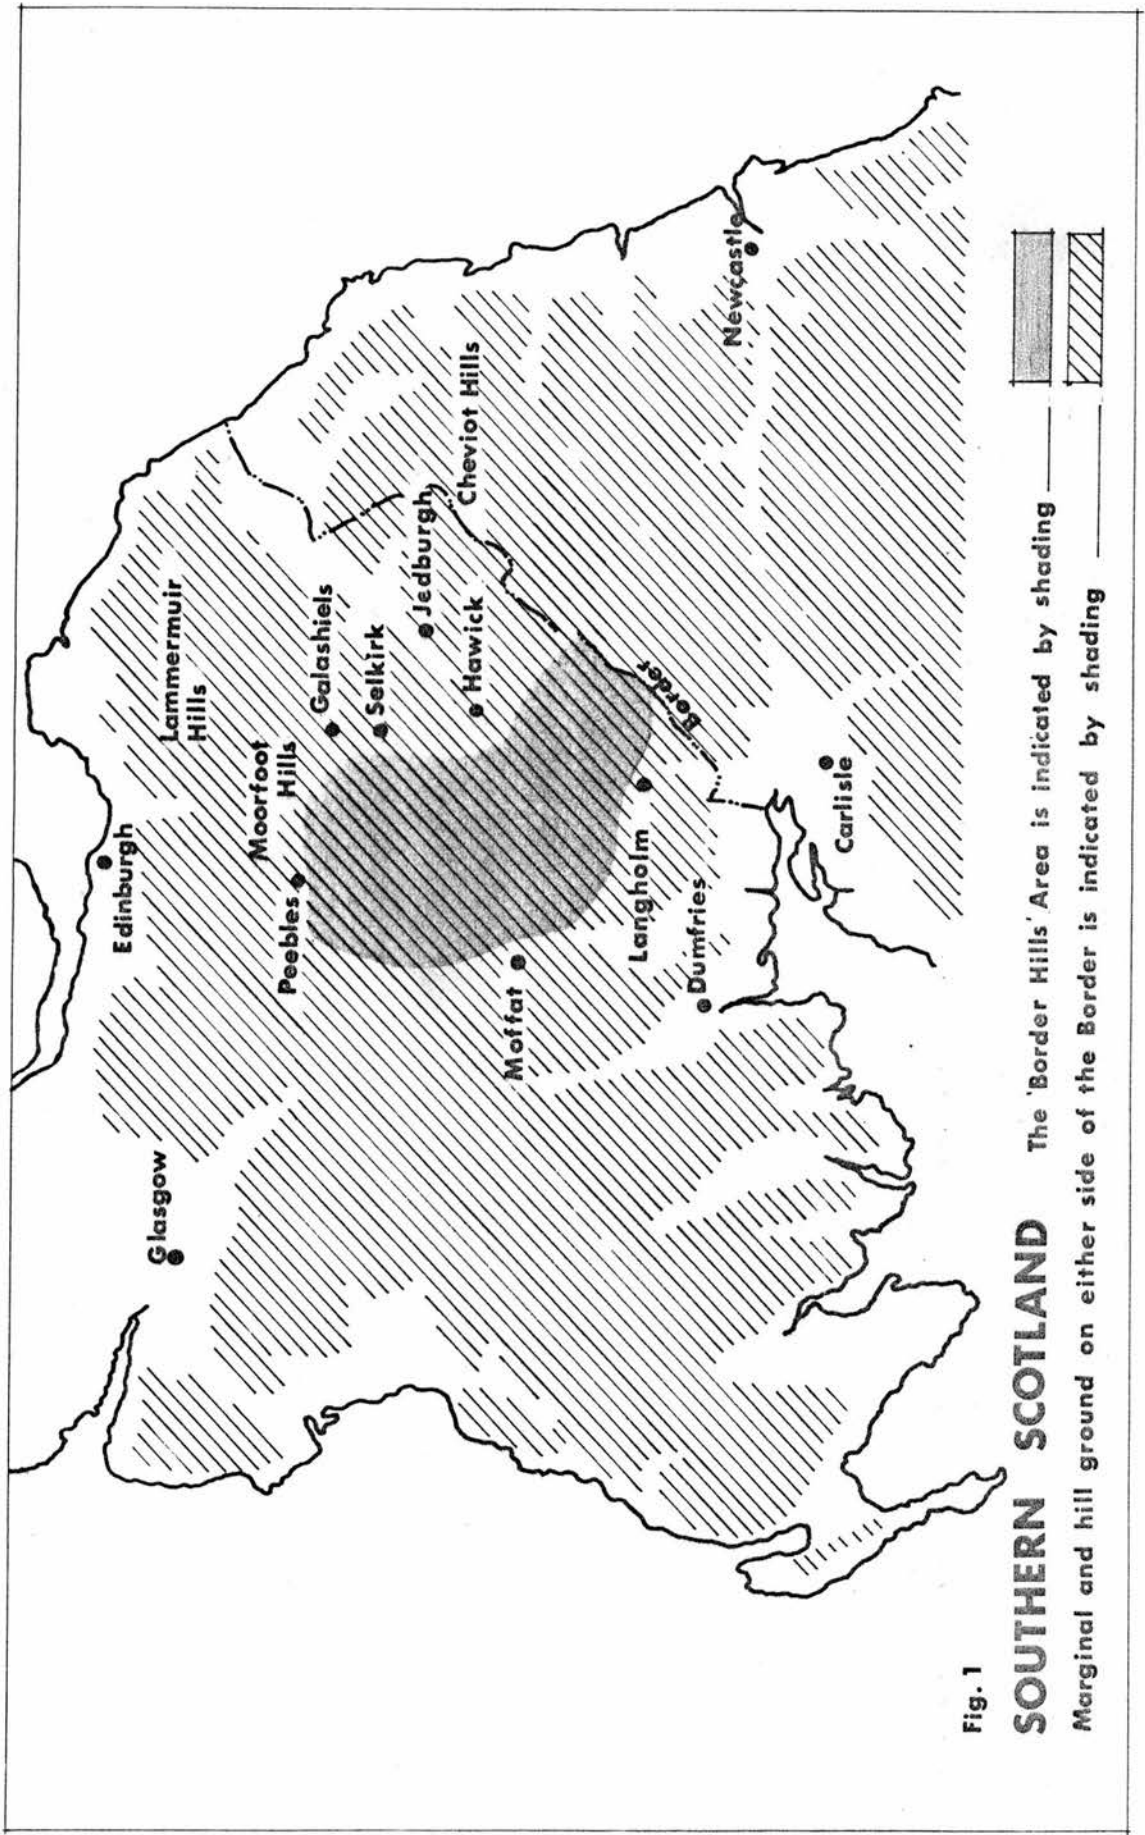 Edinburgh
Glasgow
Lammermuir
Hills
Moorfoot
Hills
Peebles
Galashiels
Selkirk
Jedburgh
Hawick
Cheviot Hills
Moffat
Langholm
Dumfries
Border
Newcastle
Carlisle
Fig. 1
SOUTHERN SCOTLAND The 'Border Hills' Area is indicated by shading
Marginal and hill ground on either side of the Border is indicated by shading